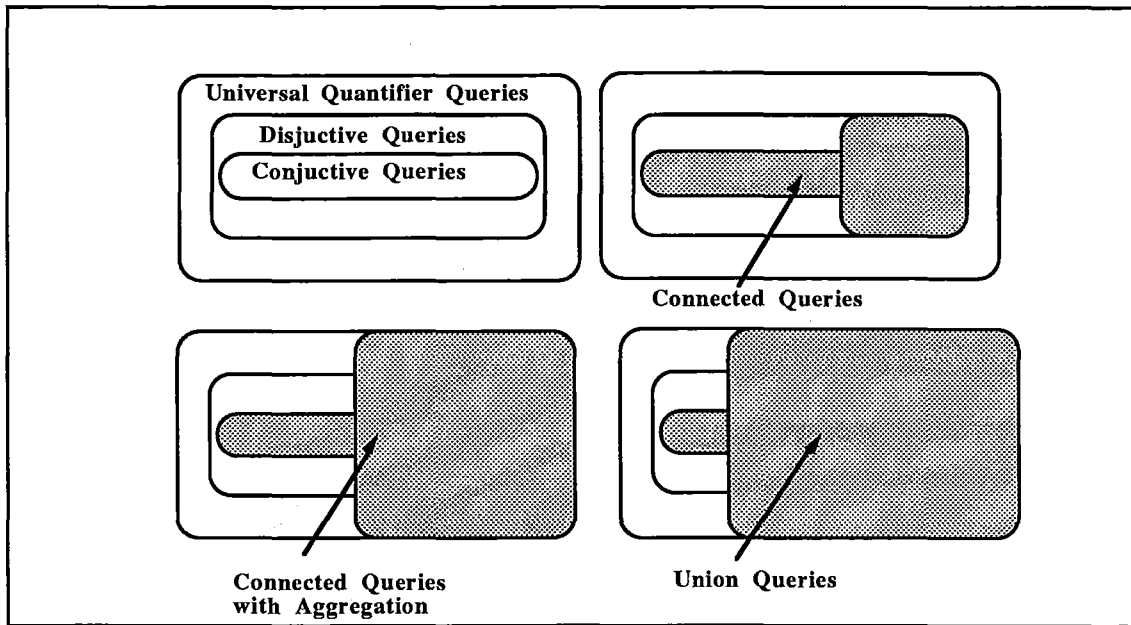 Universal Quantifier Queries
Disjuctive Queries
Conjuctive Queries
Connected Queries
Connected Queries
with Aggregation
Union Queries